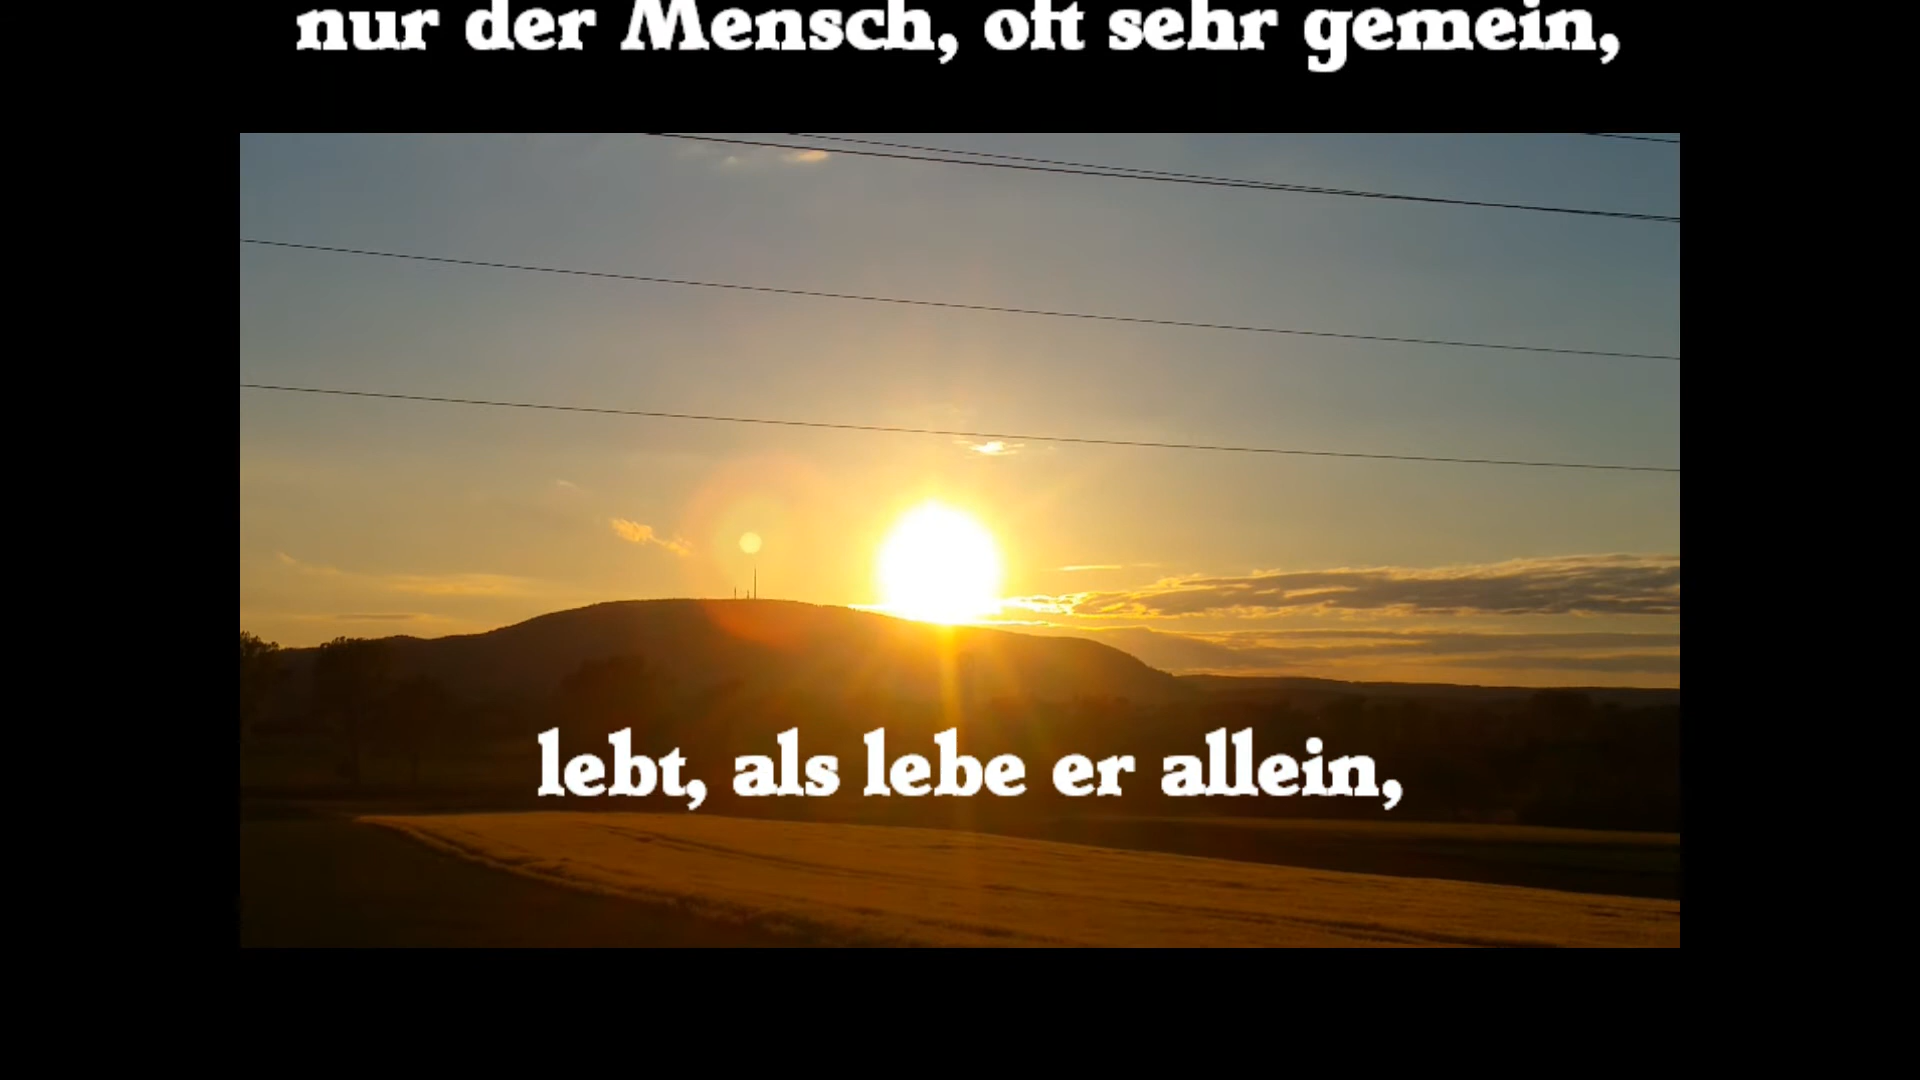 nur der Mensch, oft sehr gemein,
lebt, als lebe er allein,